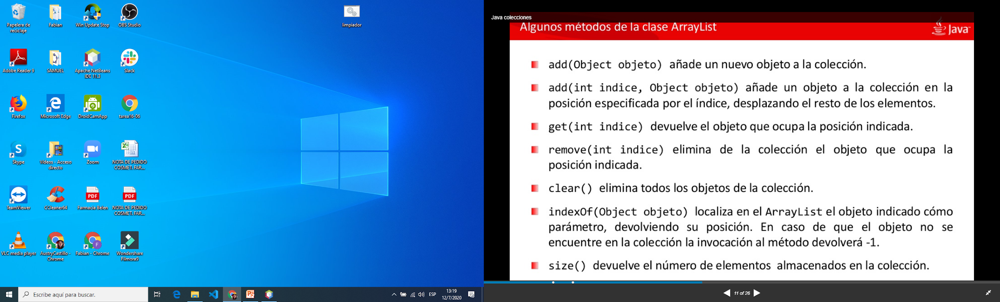 Papelera de
reciclaje
Fabian
Win Update Stop
OBS Studio
limpiador
Adobe Reader 9
SAMUEL
Apache NetBeans
IDE 11.3
Slack
Firefox
Microsoft Edge
DroidCamApp
tarea16-06
Skype
Vídeos - Acceso
directo
Zoom
NOTA DE PEDIDO
COSMET. FAR...
TeamViewer
CCleaner64
PDF
Farmacia Belen
PDF
NOTA DE PEDIDO
COSMET. FAR...
VLC media player
AustryCastillo -
Chrome
F
Fabian - Chrome
Wondershare
Filmora9
Escribe aquí para buscar.
ESP
13:19
12/7/2020
Java colecciones
Algunos métodos de la clase ArrayList
Java
add(Object objeto) añade un nuevo objeto a la colección.
add(int indice, Object objeto) añade un objeto a la colección en la
posición especificada por el índice, desplazando el resto de los elementos.
get(int indice) devuelve el objeto que ocupa la posición indicada.
remove(int indice) elimina de la colección el objeto que ocupa la
posición indicada.
clear() elimina todos los objetos de la colección.
indexOf(Object objeto) localiza en el ArrayList el objeto indicado cómo
parámetro, devolviendo su posición. En caso de que el objeto no se
encuentre en la colección la invocación al método devolverá -1.
size() devuelve el número de elementos almacenados en la colección.
11 of 26